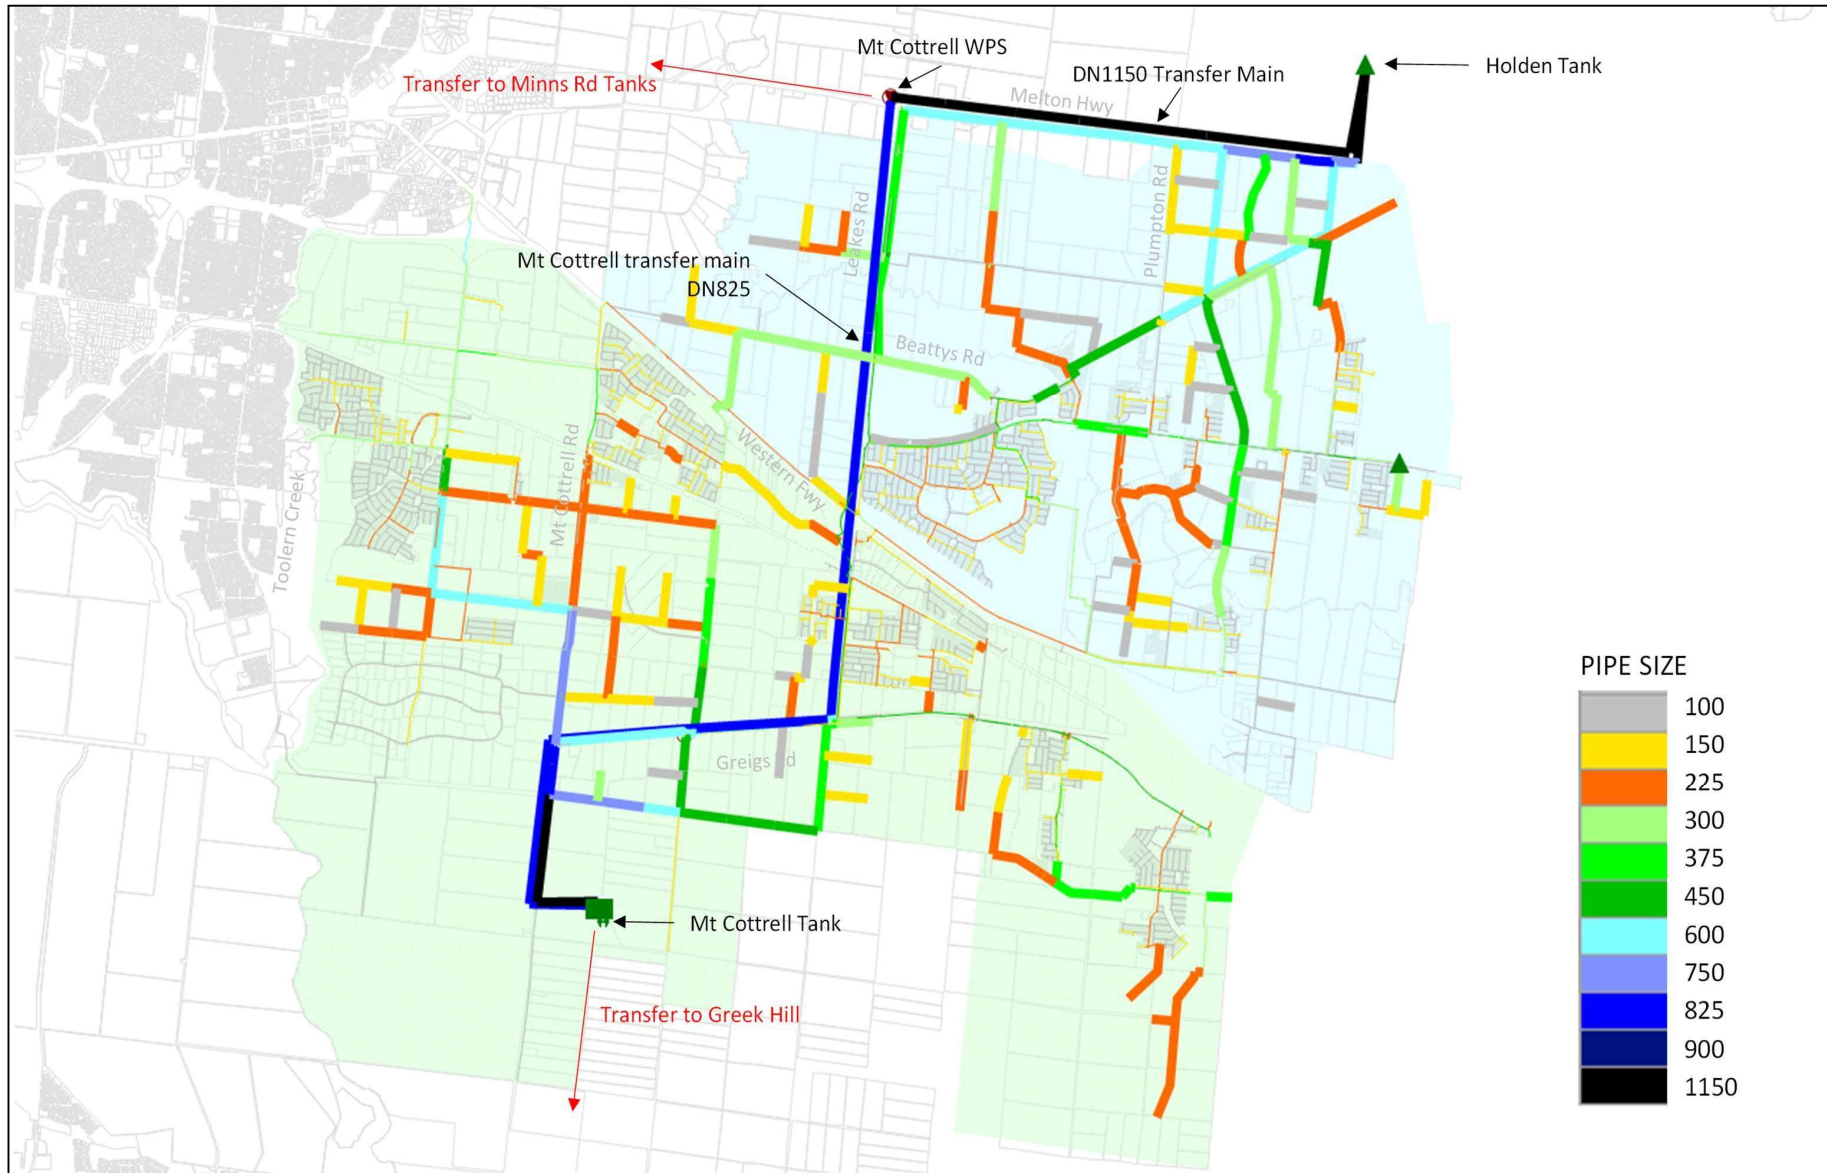 Mt Cottrell WPS
Holden Tank
DN1150 Transfer Main
Transfer to Minns Rd Tanks
Melton Hwy
Plumpton Rd
Leakes Rd
Mt Cottrell transfer main
DN825
Beattys Rd
Western Fwy
Mt Cottrell Rd
Toolern Creek
Greigs Rd
Mt Cottrell Tank
Transfer to Greek Hill
PIPE SIZE
100
150
225
300
375
450
600
750
825
900
1150